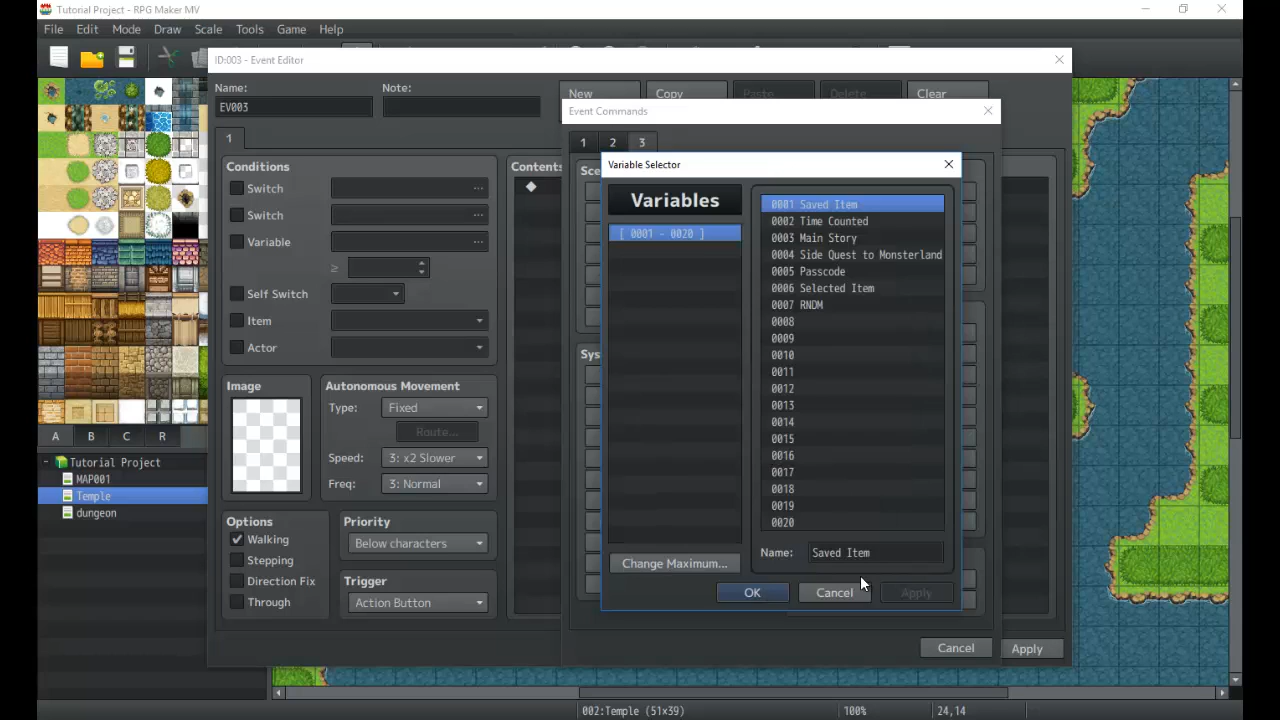 Tutorial Project - RPG Maker MV
File Edit Mode Draw Scale Tools Game Help
ID:003 - Event Editor
Name:
Note:
EV003
New
Copy
Paste
Delete
Clear
1
Conditions
Switch
...
Switch
...
Variable
...
≥
Self Switch
Item
Actor
Image
Autonomous Movement
Type: Fixed
Route...
Speed: 3: x2 Slower
Freq: 3: Normal
Options
Walking
Stepping
Direction Fix
Through
Priority
Below characters
Trigger
Action Button
Contents
Event Commands
1 2 3
Sce
Sys
Variable Selector
Variables
[ 0001 - 0020 ]
Change Maximum...
0001 Saved Item
0002 Time Counted
0003 Main Story
0004 Side Quest to Monsterland
0005 Passcode
0006 Selected Item
0007 RNDM
0008
0009
0010
0011
0012
0013
0014
0015
0016
0017
0018
0019
0020
Name: Saved Item
OK
Cancel
Apply
Cancel
Apply
A B C R
Tutorial Project
MAP001
Temple
dungeon
002:Temple (51x39)
100%
24,14